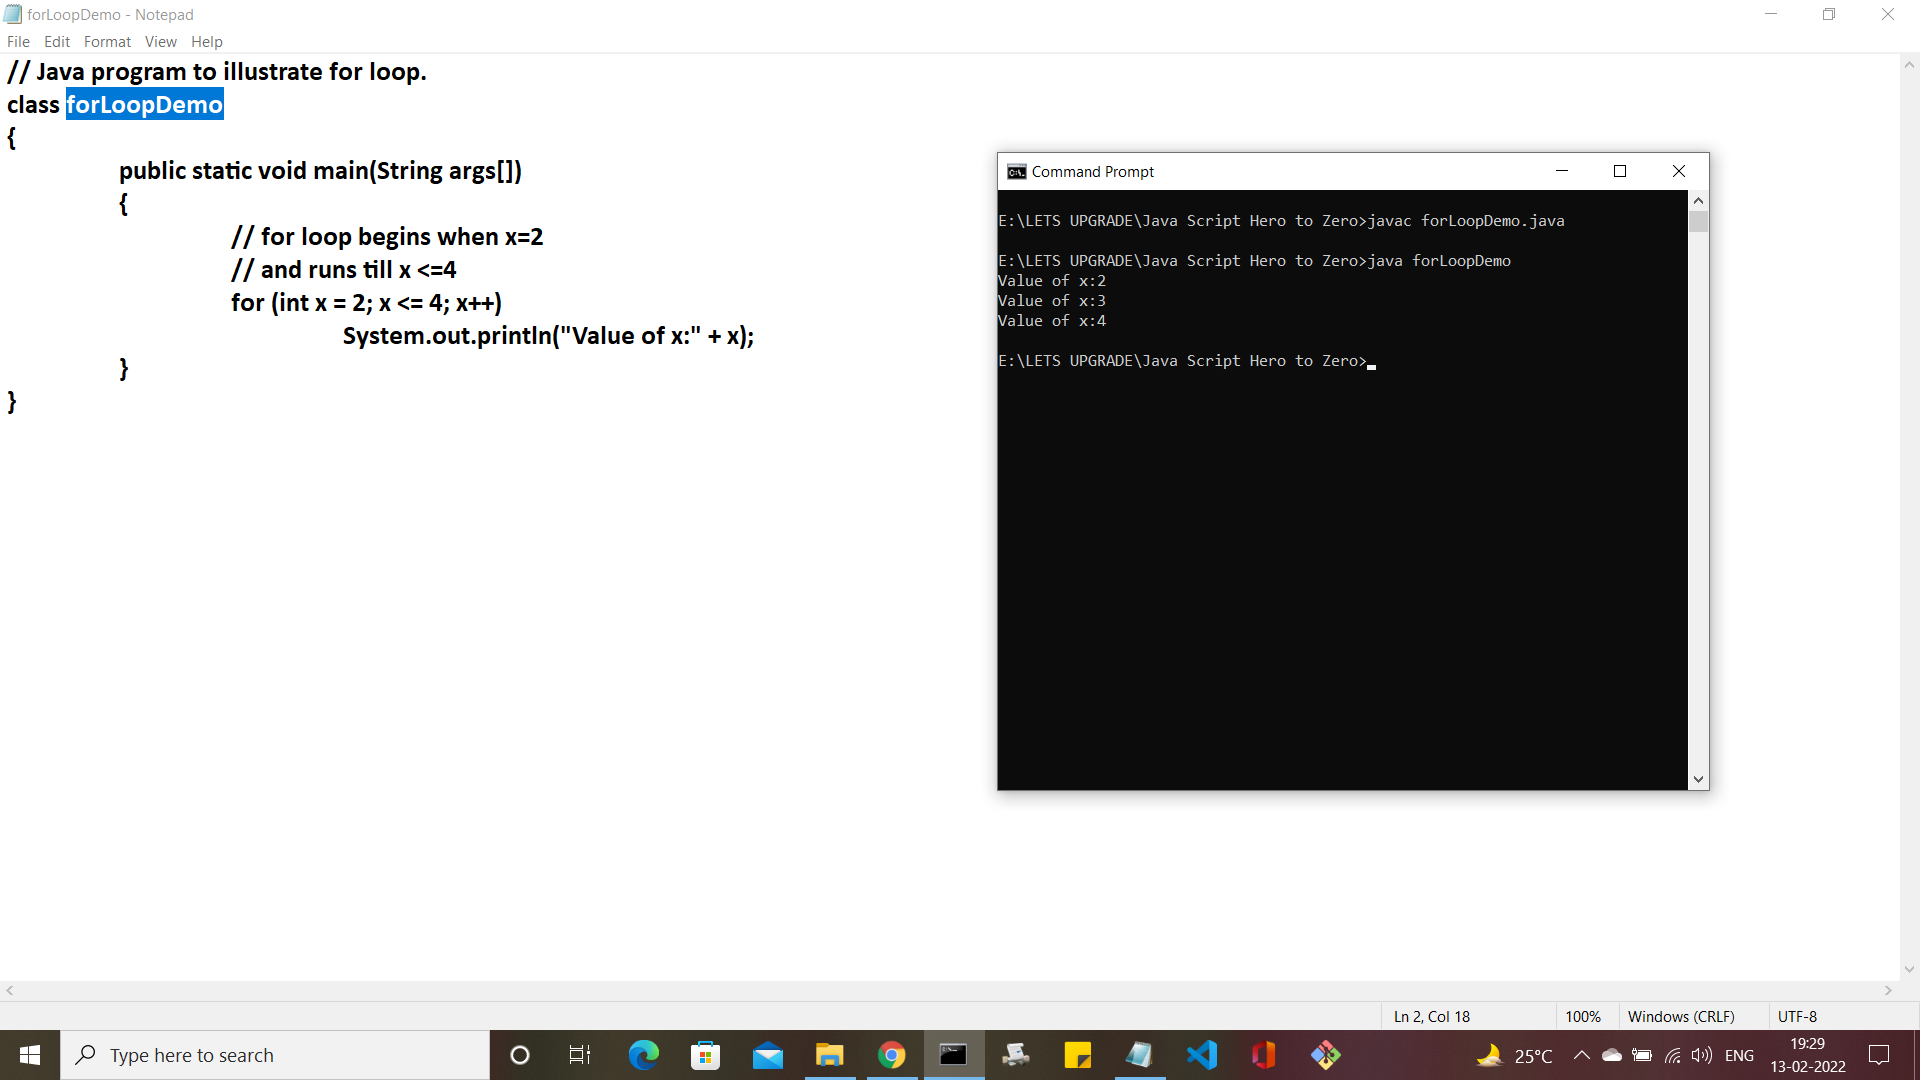 forLoopDemo - Notepad
File Edit Format View Help
// Java program to illustrate for loop.
class forLoopDemo
{
public static void main(String args[])
{
// for loop begins when x=2
// and runs till x <=4
for (int x = 2; x <= 4; x++)
System.out.println("Value of x:" + x);
}
}
Command Prompt
E:\LETS UPGRADE\Java Script Hero to Zero>javac forLoopDemo.java
E:\LETS UPGRADE\Java Script Hero to Zero>java forLoopDemo
Value of x:2
Value of x:3
Value of x:4
E:\LETS UPGRADE\Java Script Hero to Zero>
Ln 2, Col 18 100% Windows (CRLF) UTF-8
Type here to search
25°C ENG
19:29
13-02-2022